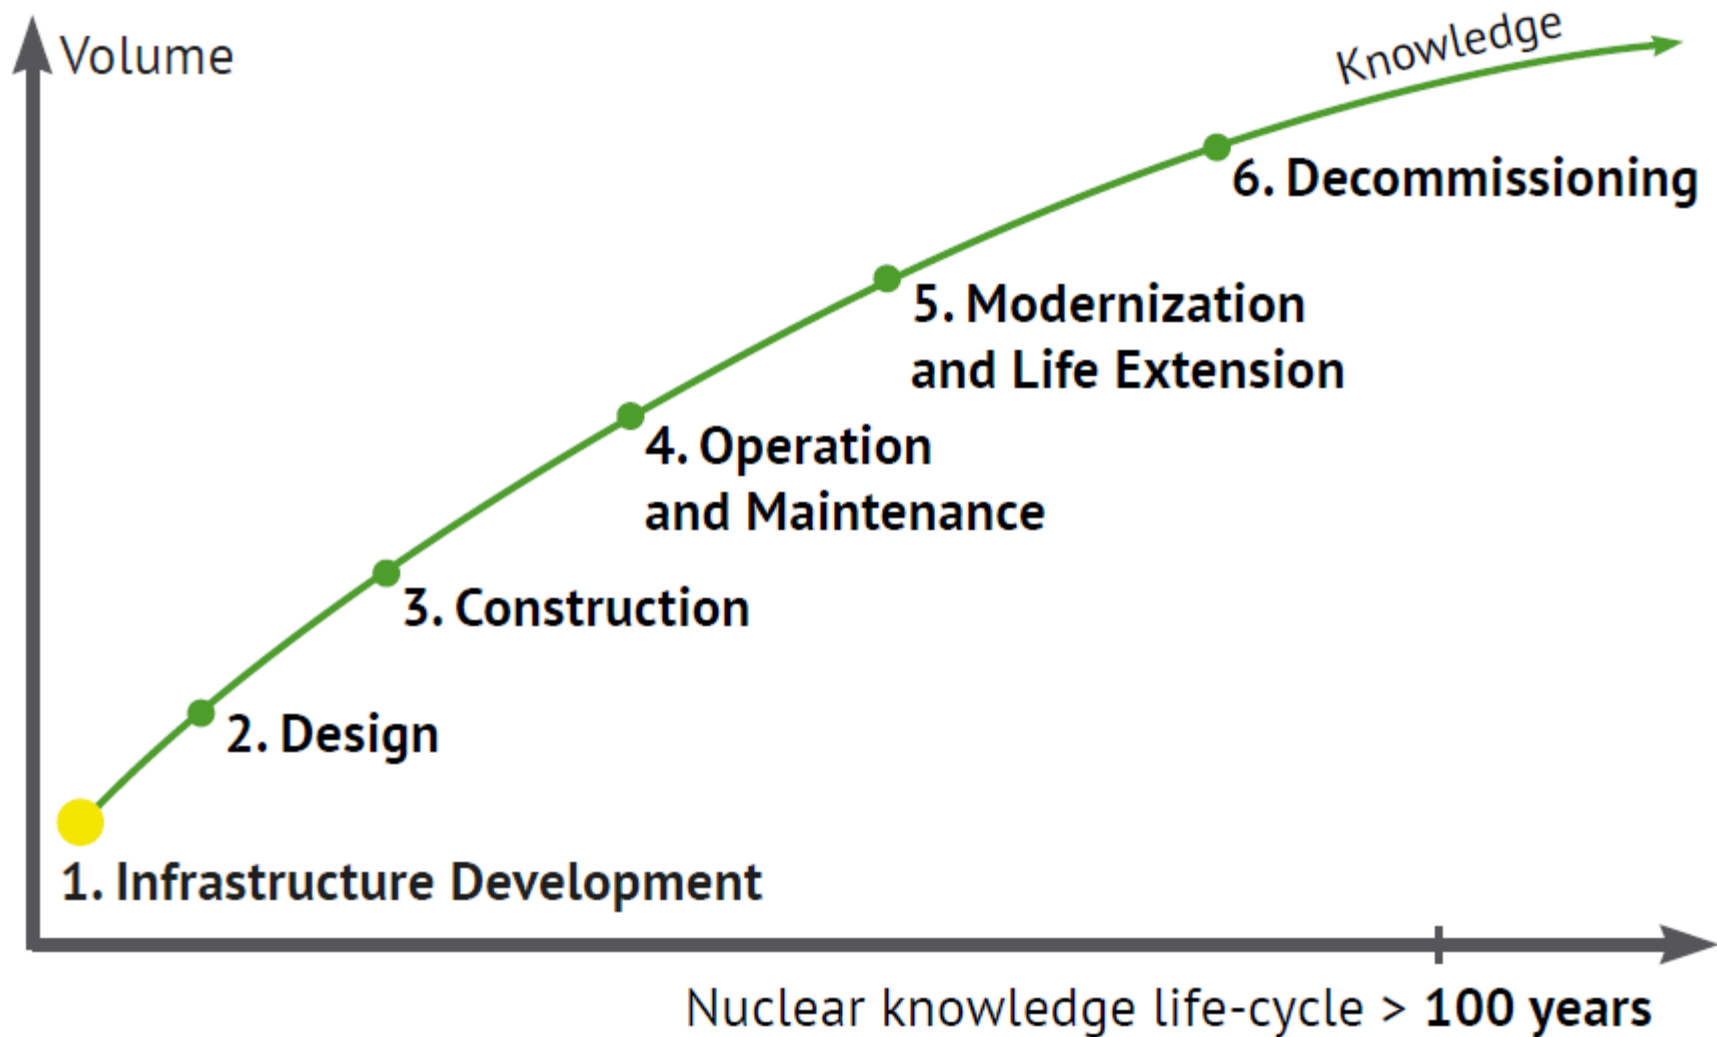 Volume
Knowledge
6. Decommissioning
5. Modernization
and Life Extension
4. Operation
and Maintenance
3. Construction
2. Design
1. Infrastructure Development
Nuclear knowledge life-cycle > 100 years